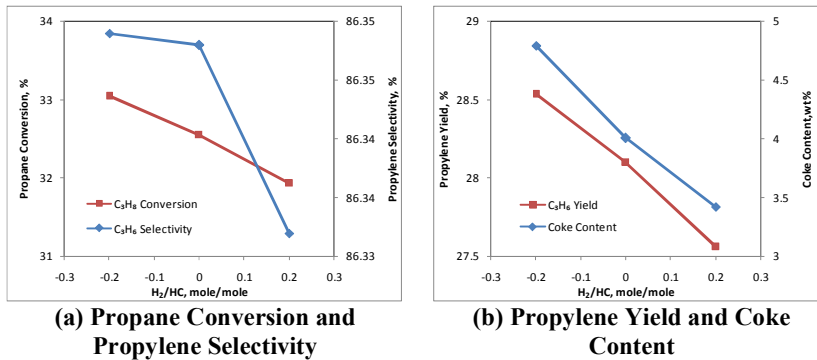 34
33
32
31
Propane Conversion, %
86.35
86.35
86.34
86.34
86.33
Propylene Selectivity, %
C₃H₈ Conversion
C₃H₆ Selectivity
-0.3 -0.2 -0.1 0 0.1 0.2 0.3
H₂/HC, mole/mole
(a) Propane Conversion and
Propylene Selectivity
29
28.5
28
27.5
Propylene Yield, %
5
4.5
4
3.5
3
Coke Content,wt%
C₃H₆ Yield
Coke Content
-0.3 -0.2 -0.1 0 0.1 0.2 0.3
H₂/HC, mole/mole
(b) Propylene Yield and Coke
Content